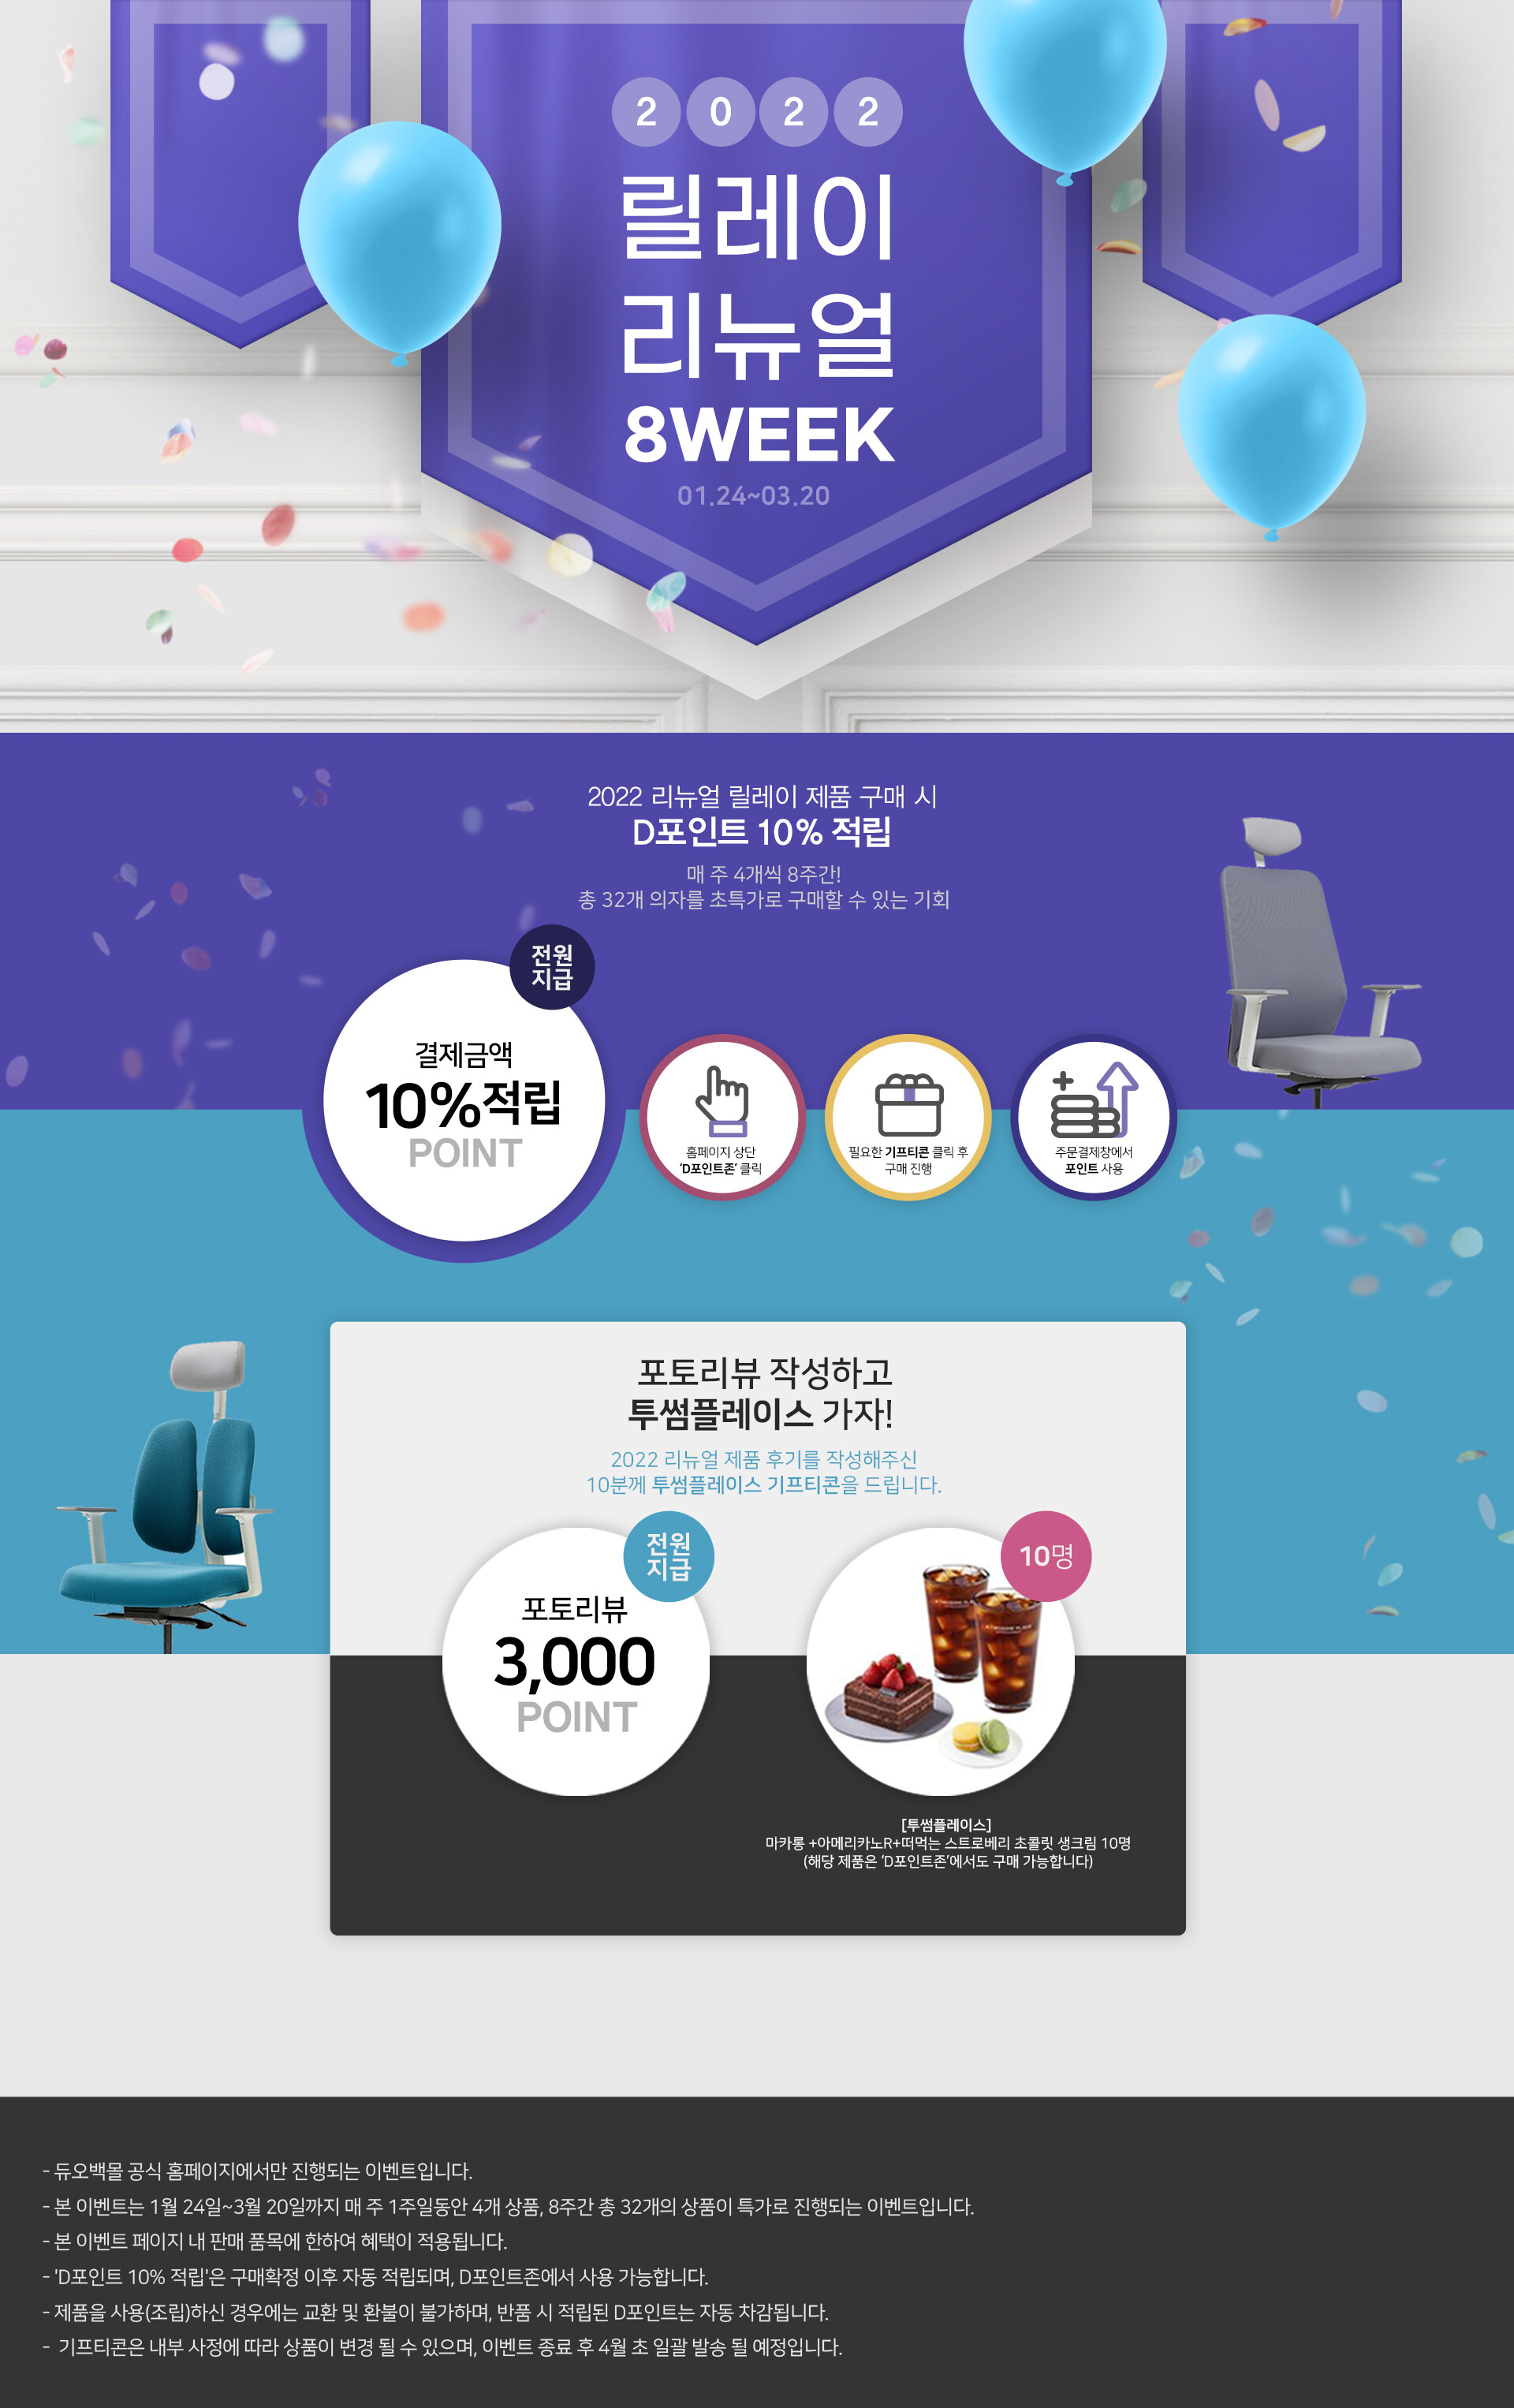 2022
릴레이
리뉴얼
8WEEK
01.24~03.20
2022 리뉴얼 릴레이 제품 구매 시
D포인트 10% 적립
매 주 4개씩 8주간!
총 32개 의자를 초특가로 구매할 수 있는 기회
전원
지급
결제금액
10%적립
POINT
홈페이지 상단
'D포인트존' 클릭
필요한 기프티콘 클릭 후
구매 진행
주문결제창에서
포인트 사용
포토리뷰 작성하고
투썸플레이스 가자!
2022 리뉴얼 제품 후기를 작성해주신
10분께 투썸플레이스 기프티콘을 드립니다.
전원
지급
포토리뷰
3,000
POINT
10명
[투썸플레이스]
마카롱 +아메리카노R+떠먹는 스트로베리 초콜릿 생크림 10명
(해당 제품은 'D포인트존'에서도 구매 가능합니다)
- 듀오백몰 공식 홈페이지에서만 진행되는 이벤트입니다.
- 본 이벤트는 1월 24일~3월 20일까지 매 주 1주일동안 4개 상품, 8주간 총 32개의 상품이 특가로 진행되는 이벤트입니다.
- 본 이벤트 페이지 내 판매 품목에 한하여 혜택이 적용됩니다.
- 'D포인트 10% 적립'은 구매확정 이후 자동 적립되며, D포인트존에서 사용 가능합니다.
- 제품을 사용(조립)하신 경우에는 교환 및 환불이 불가하며, 반품 시 적립된 D포인트는 자동 차감됩니다.
- 기프티콘은 내부 사정에 따라 상품이 변경 될 수 있으며, 이벤트 종료 후 4월 초 일괄 발송 될 예정입니다.